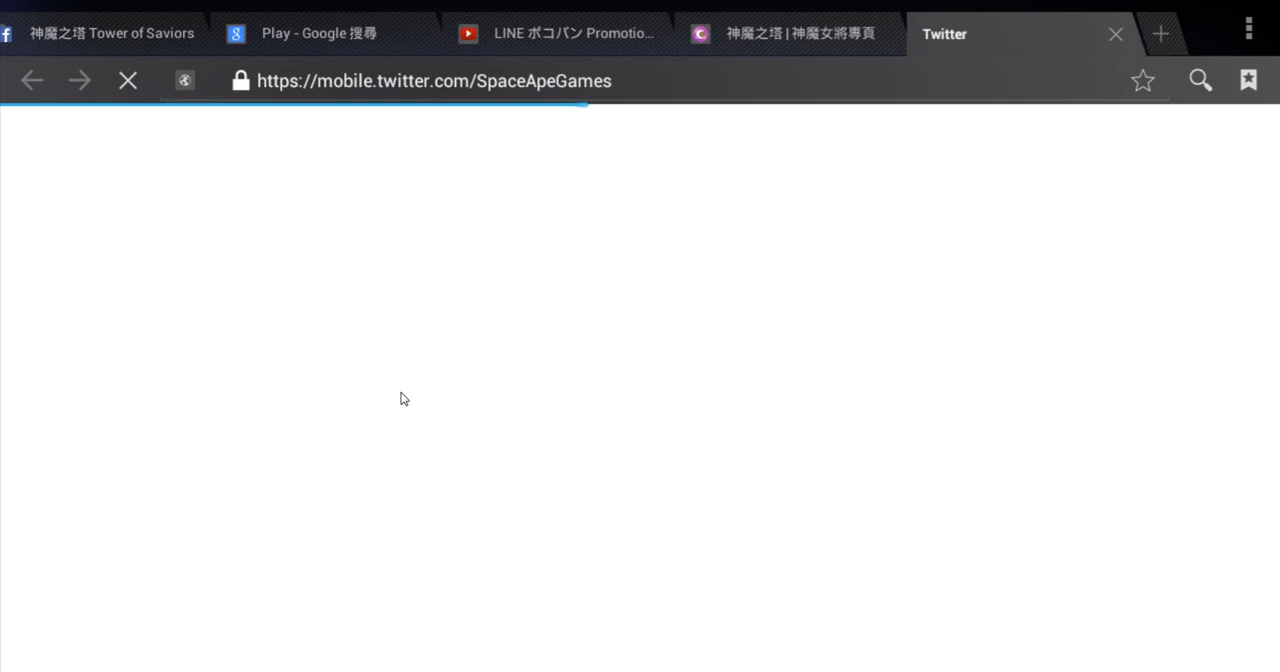 神魔之塔 Tower of Saviors
Play - Google 搜尋
LINE ポコパン Promotio...
神魔之塔 | 神魔女將專頁
Twitter
https://mobile.twitter.com/SpaceApeGames